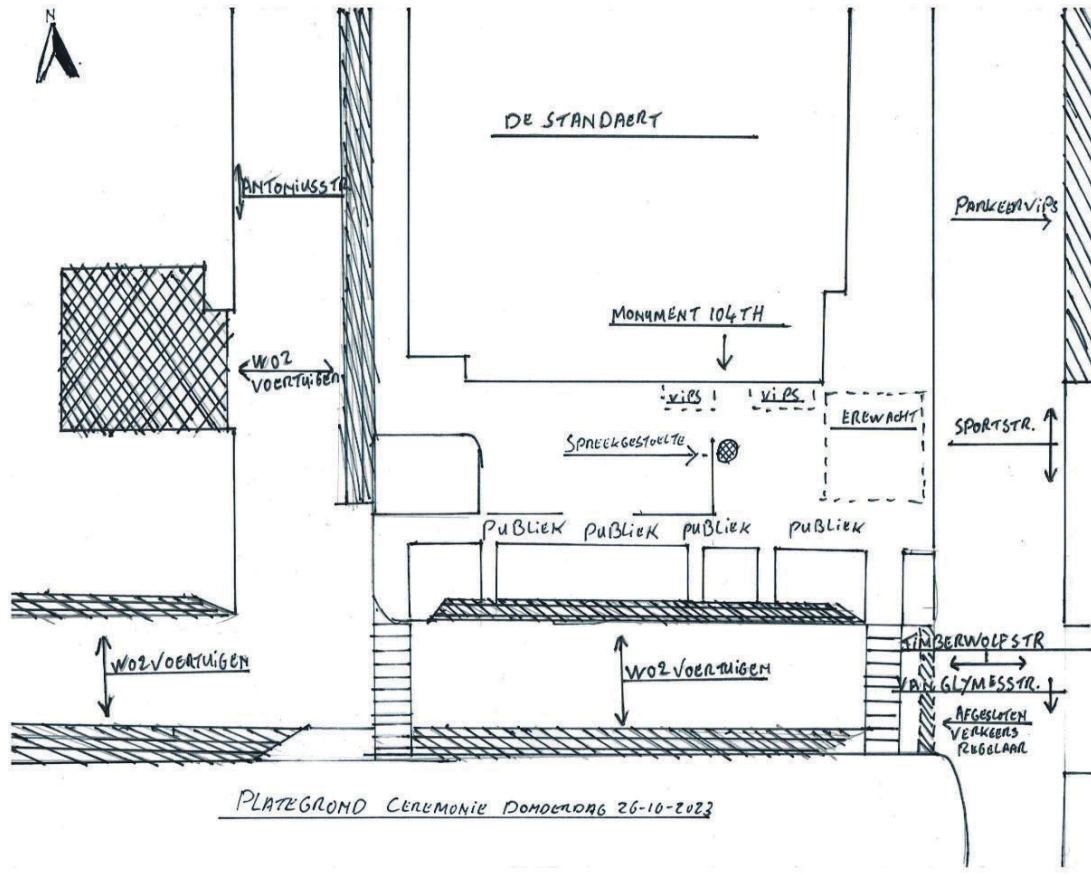 N
DE STANDAERT
ANTONIUSSTR
PARKEERVIPS
MONUMENT 104TH
WO2
VOERTUIGEN
VIPS
VIPS
EREWACHT
SPORTSTR.
SPREEKGESTOELTE
PUBLIEK PUBLIEK PUBLIEK PUBLIEK
TIMBERWOLFSTR
WO2VOERTUIGEN
WO2VOERTUIGEN
VAN GLYMESSTR.
AFGESLOTEN
VERKEERS
REGELAAR
PLATEGROND CEREMONIE DONDERDAG 26-10-2023